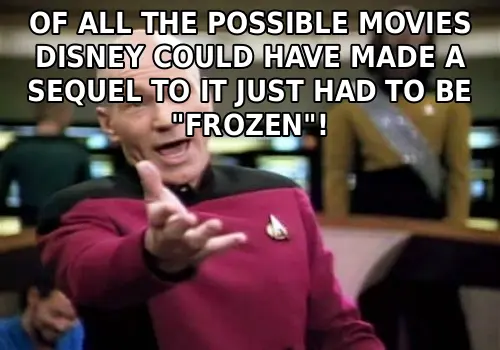 OF ALL THE POSSIBLE MOVIES
DISNEY COULD HAVE MADE A
SEQUEL TO IT JUST HAD TO BE
"FROZEN"!